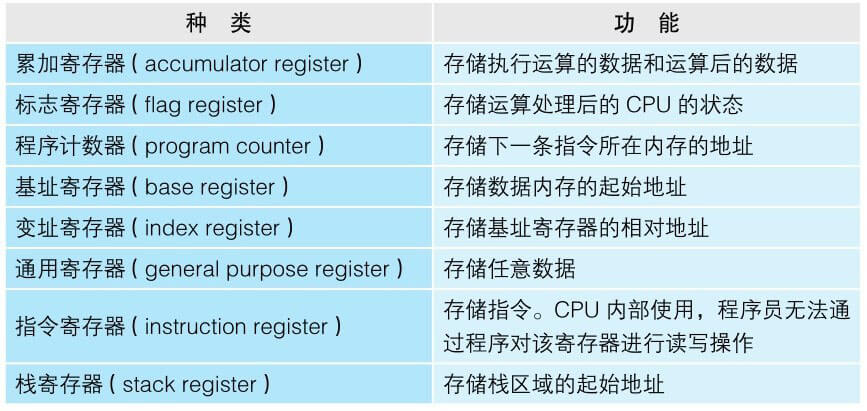 种 类 功 能
累加寄存器（accumulator register） 存储执行运算的数据和运算后的数据
标志寄存器（flag register） 存储运算处理后的 CPU 的状态
程序计数器（program counter） 存储下一条指令所在内存的地址
基址寄存器（base register） 存储数据内存的起始地址
变址寄存器（index register） 存储基址寄存器的相对地址
通用寄存器（general purpose register） 存储任意数据
指令寄存器（instruction register） 存储指令。CPU 内部使用，程序员无法通
过程序对该寄存器进行读写操作
栈寄存器（stack register） 存储栈区域的起始地址